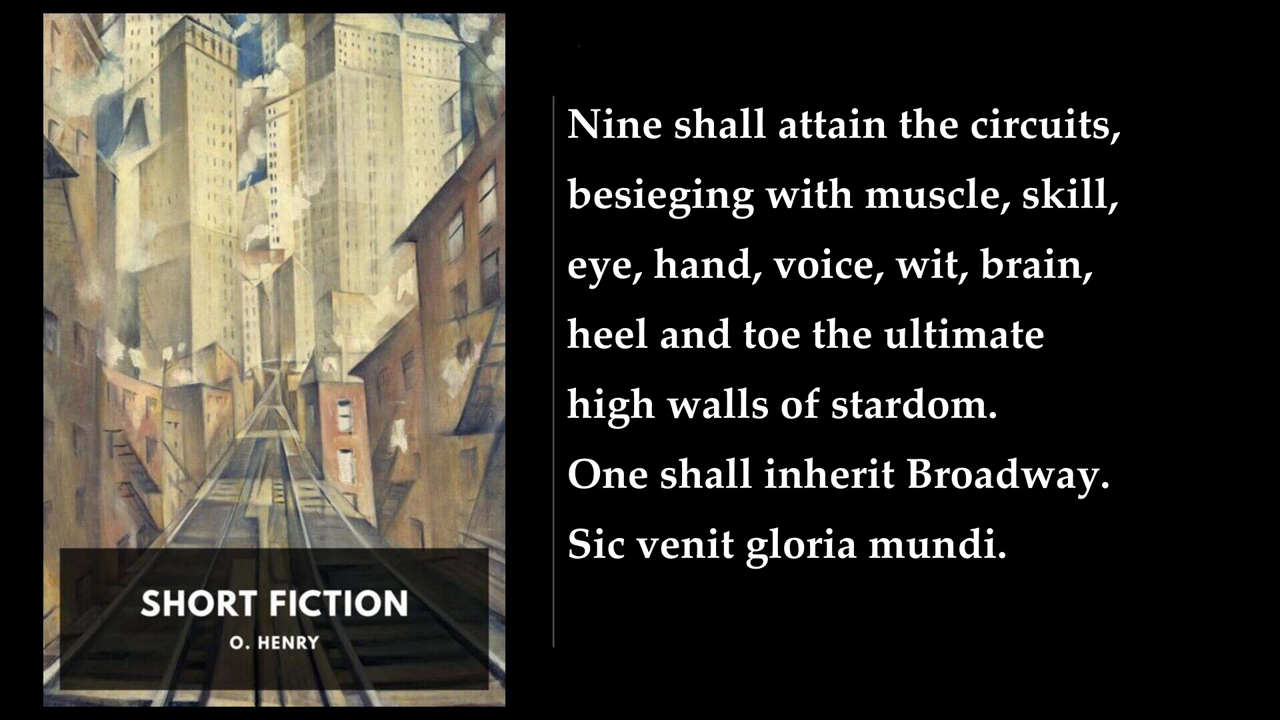 SHORT FICTION
O. HENRY
Nine shall attain the circuits,
besieging with muscle, skill,
eye, hand, voice, wit, brain,
heel and toe the ultimate
high walls of stardom.
One shall inherit Broadway.
Sic venit gloria mundi.